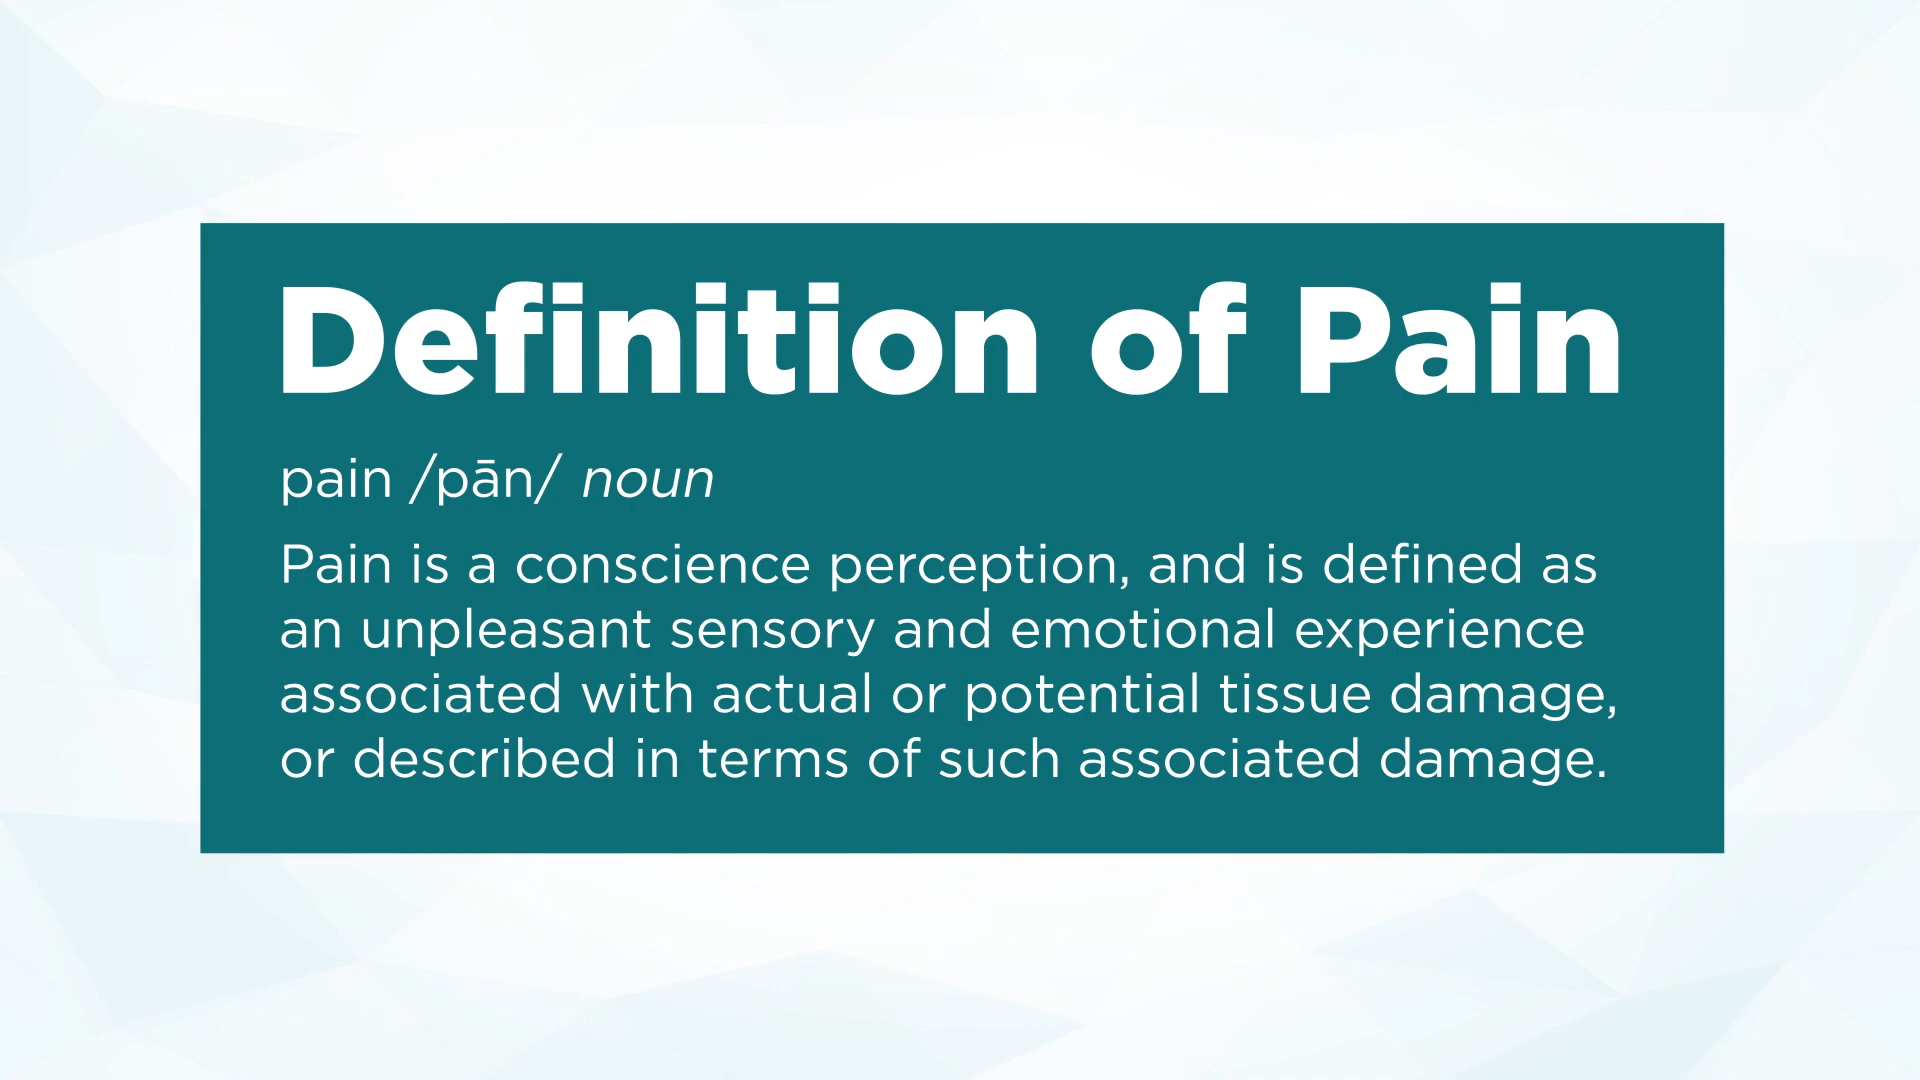 Definition of Pain
pain /pān/ noun
Pain is a conscience perception, and is defined as
an unpleasant sensory and emotional experience
associated with actual or potential tissue damage,
or described in terms of such associated damage.